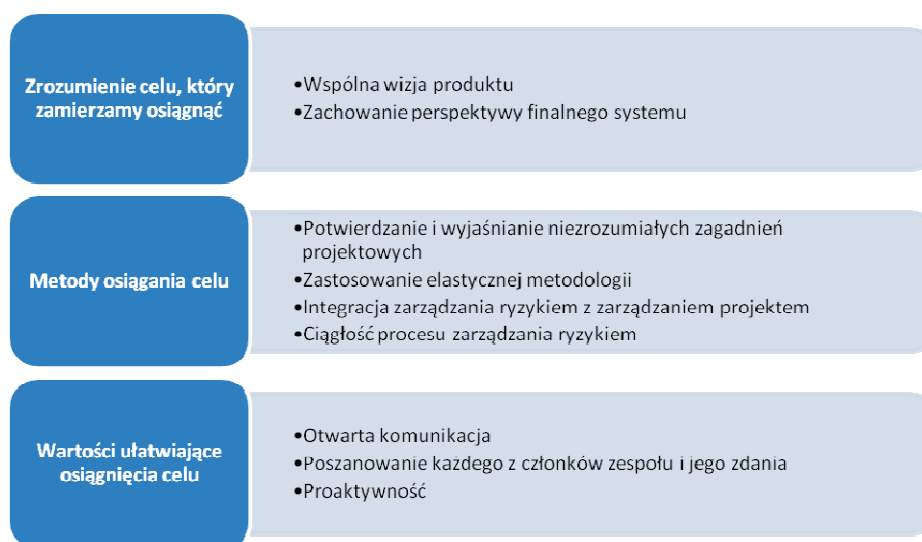 Zrozumienie celu, który
zamierzamy osiągnąć
•Wspólna wizja produktu
•Zachowanie perspektywy finalnego systemu
Metody osiągania celu
•Potwierdzanie i wyjaśnianie niezrozumiałych zagadnień
projektowych
•Zastosowanie elastycznej metodologii
•Integracja zarządzania ryzykiem z zarządzaniem projektem
•Ciągłość procesu zarządzania ryzykiem
Wartości ułatwiające
osiągnięcia celu
•Otwarta komunikacja
•Poszanowanie każdego z członków zespołu i jego zdania
•Proaktywność